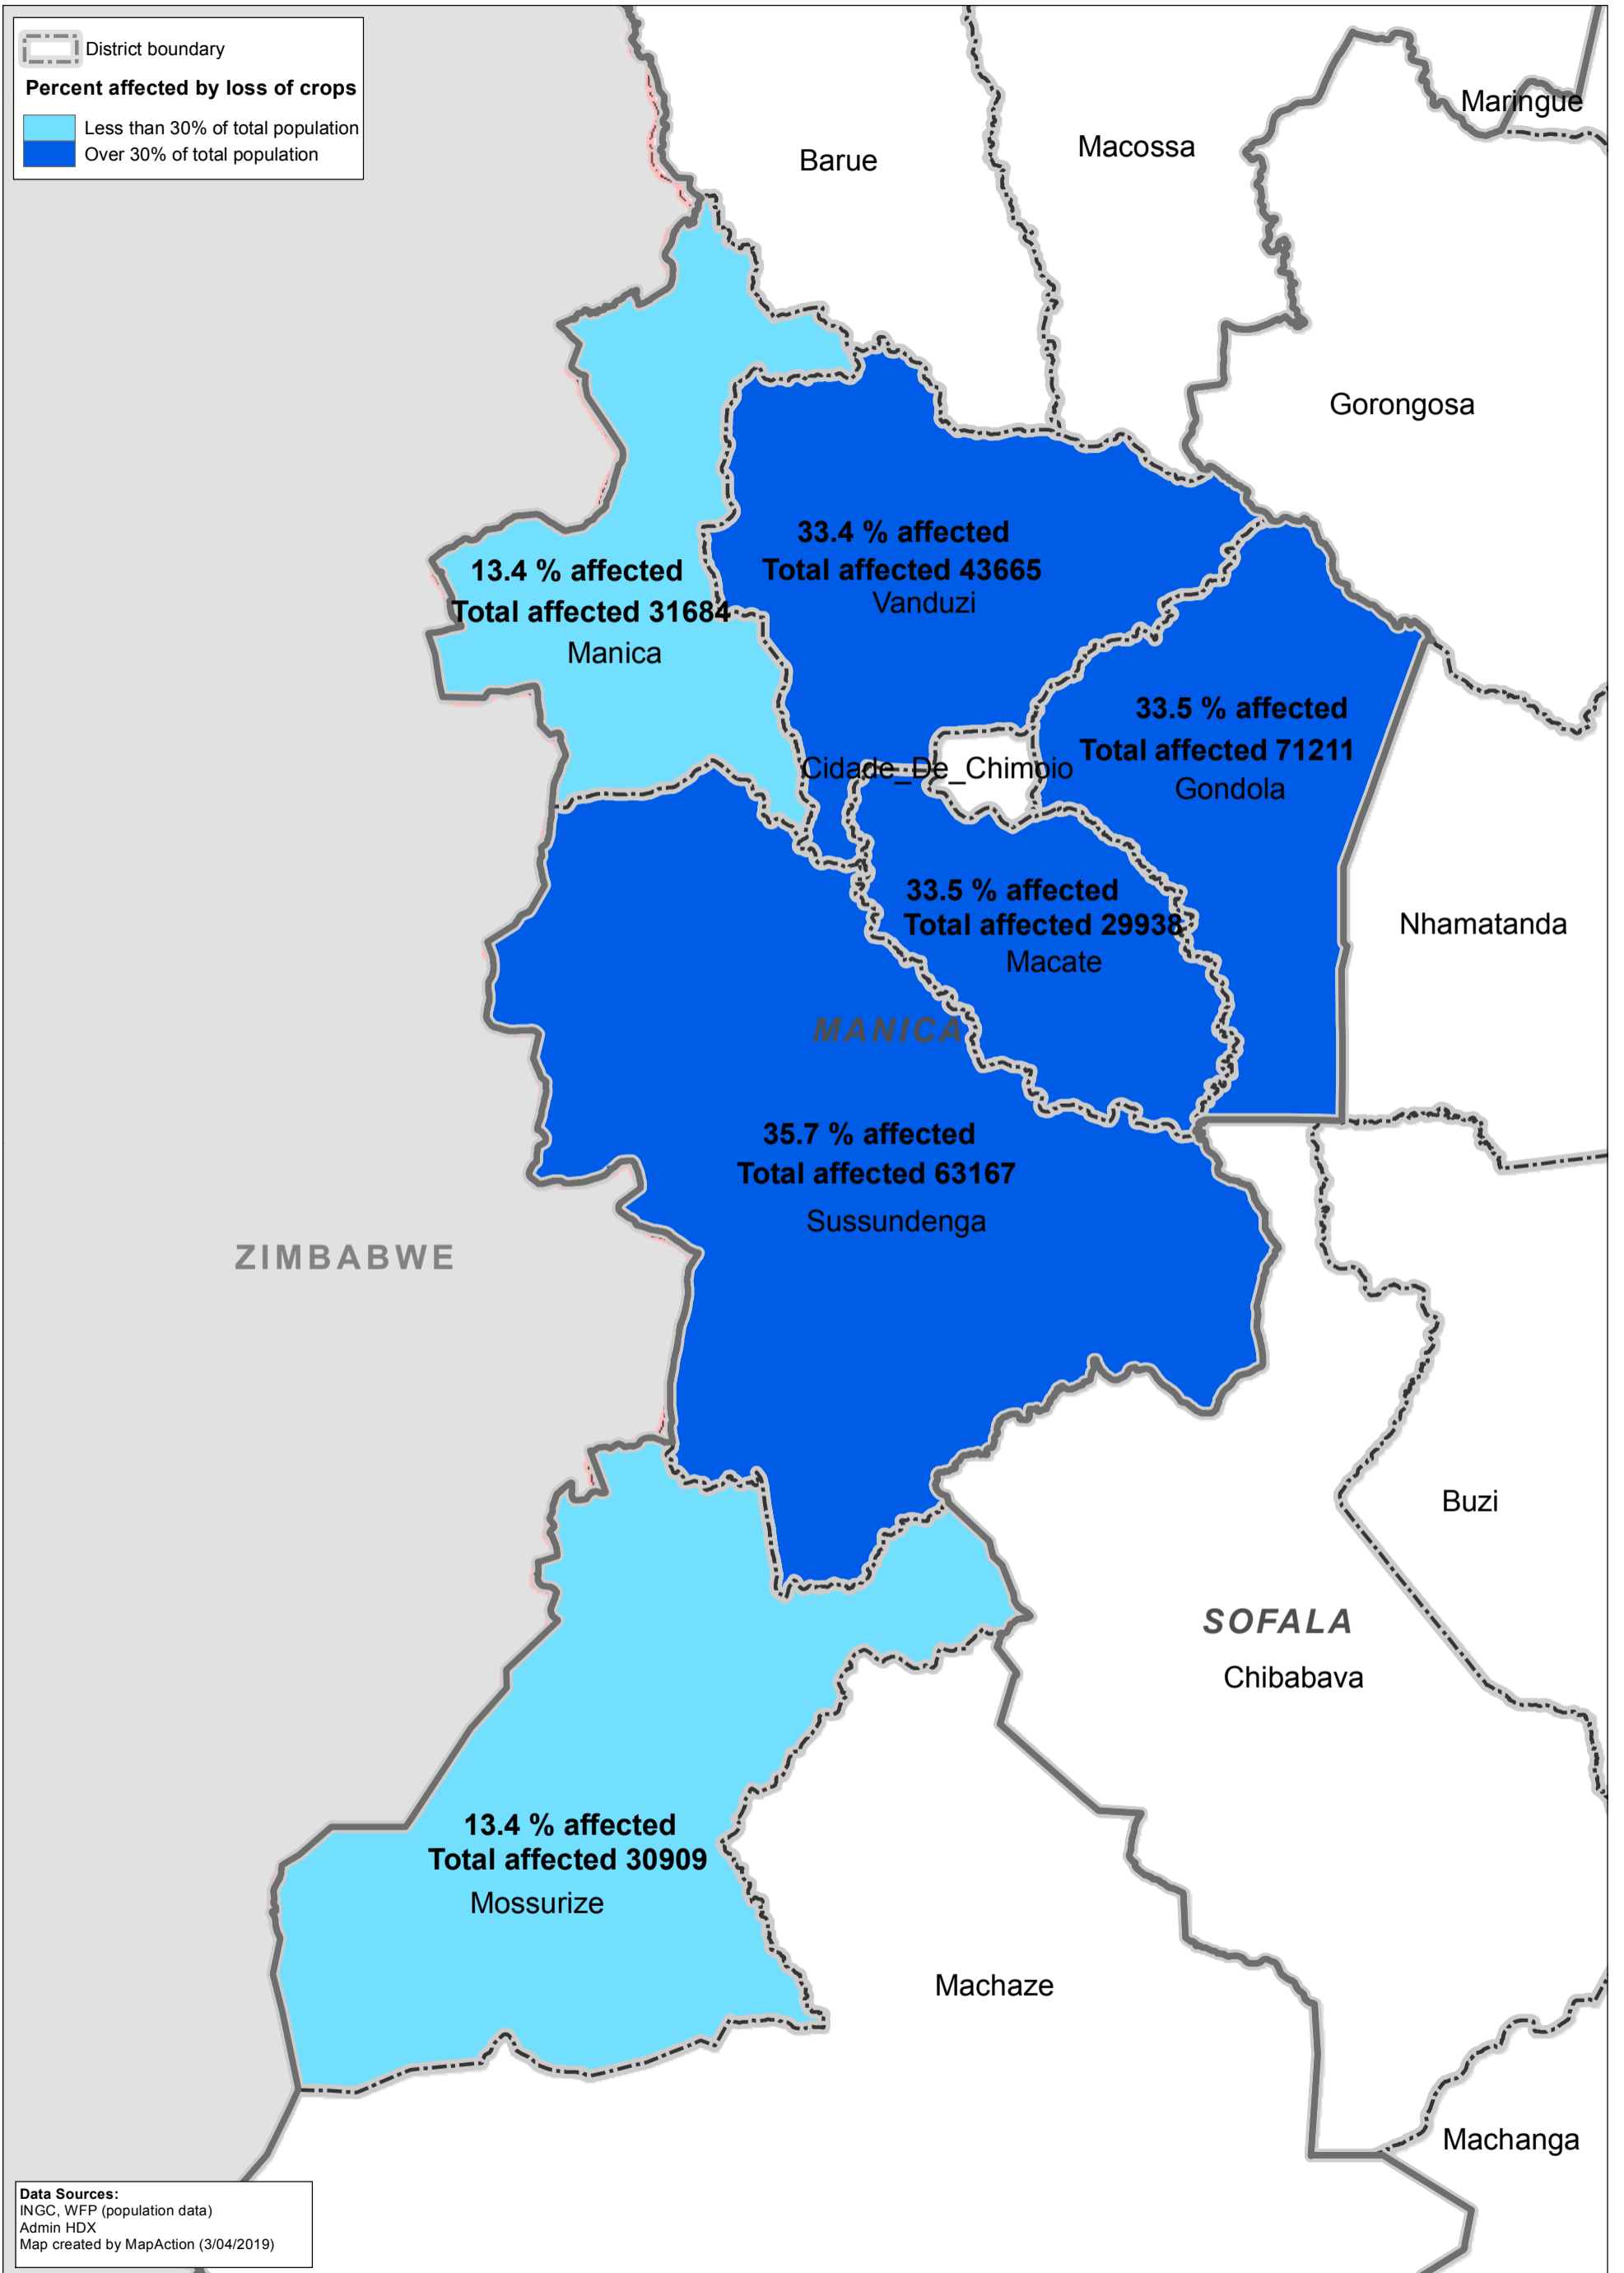 District boundary
Percent affected by loss of crops
Less than 30% of total population
Over 30% of total population
Maringue
Macossa
Barue
Gorongosa
33.4 % affected
Total affected 43665
Vanduzi
13.4 % affected
Total affected 31684
Manica
33.5 % affected
Total affected 71211
Gondola
Cidade_De_Chimoio
33.5 % affected
Total affected 29938
Macate
Nhamatanda
MANICA
35.7 % affected
Total affected 63167
Sussundenga
ZIMBABWE
Buzi
SOFALA
Chibabava
13.4 % affected
Total affected 30909
Mossurize
Machaze
Machanga
Data Sources:
INGC, WFP (population data)
Admin HDX
Map created by MapAction (3/04/2019)